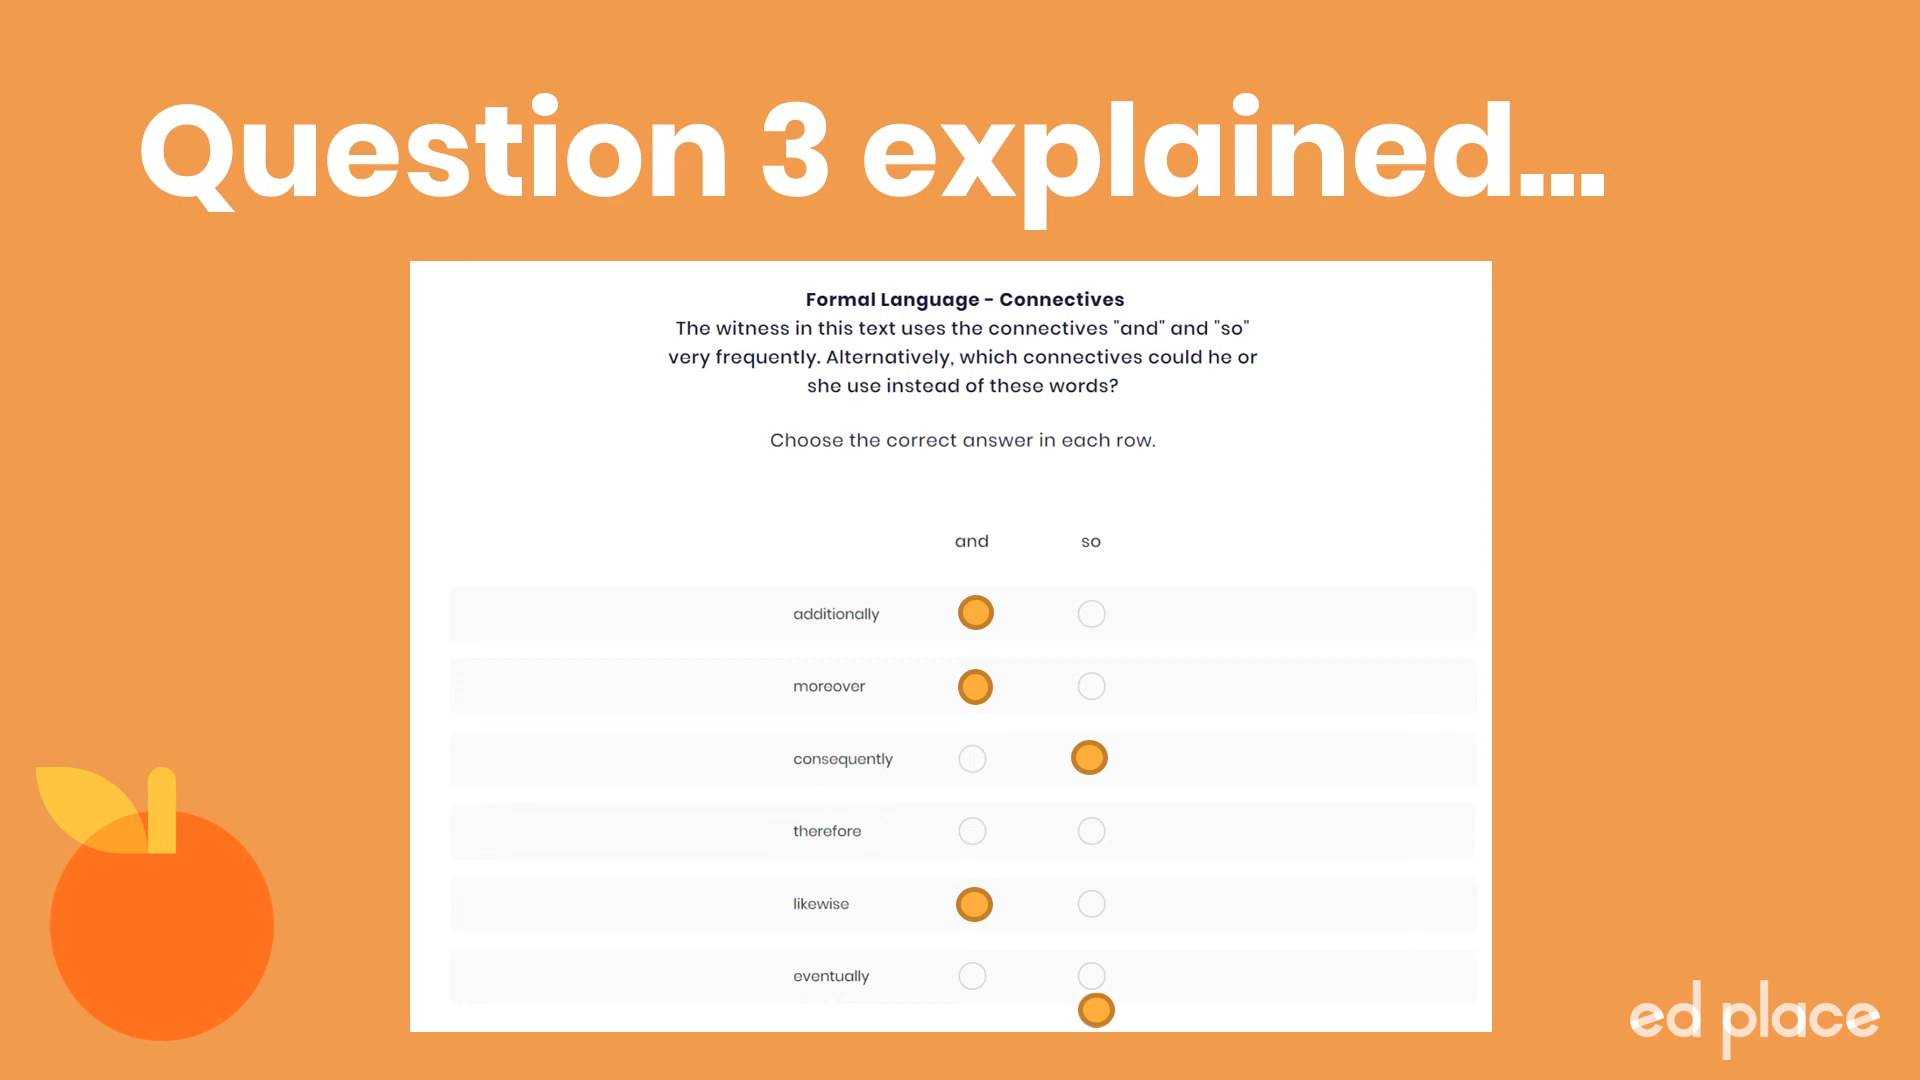 Question 3 explained...
Formal Language - Connectives
The witness in this text uses the connectives "and" and "so"
very frequently. Alternatively, which connectives could he or
she use instead of these words?
Choose the correct answer in each row.
and so
additionally
moreover
consequently
therefore
likewise
eventually
ed place